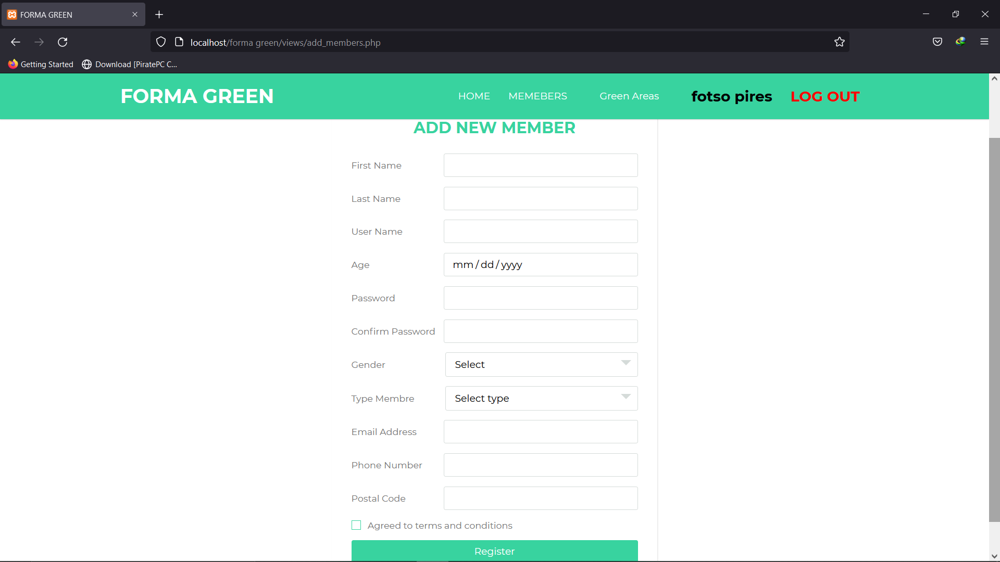 FORMA GREEN
localhost/forma green/views/add_members.php
Getting Started Download [PiratePC C...
FORMA GREEN HOME MEMEBERS Green Areas fotso pires LOG OUT
ADD NEW MEMBER
First Name
Last Name
User Name
Age mm / dd / yyyy
Password
Confirm Password
Gender Select
Type Membre Select type
Email Address
Phone Number
Postal Code
Agreed to terms and conditions
Register